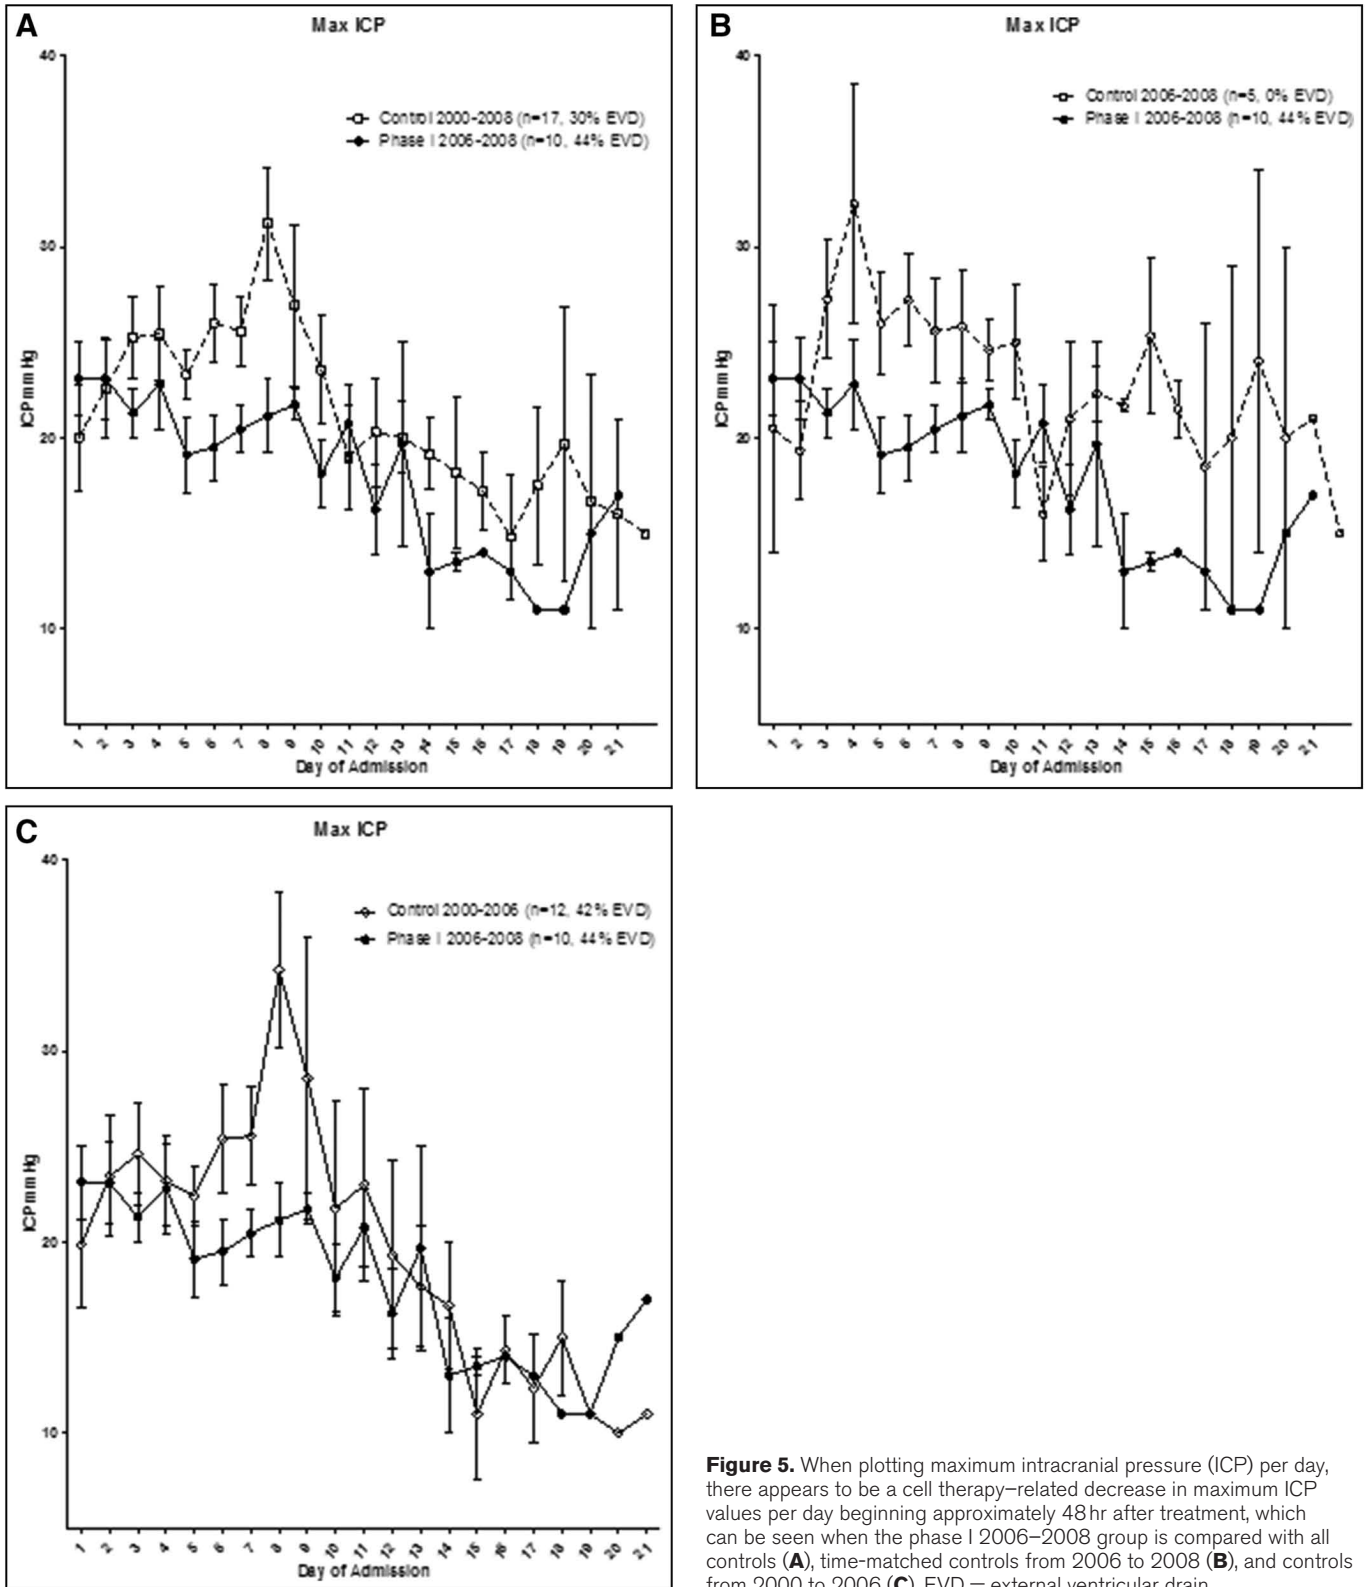 A
Max ICP
40
30
20
10
ICP mm Hg
Control 2000-2008 (n=17, 30% EVD)
Phase I 2006-2008 (n=10, 44% EVD)
1 2 3 4 5 6 7 8 9 10 11 12 13 14 15 16 17 18 19 20 21
Day of Admission
B
Max ICP
40
30
20
10
ICP mm Hg
Control 2006-2008 (n=5, 0% EVD)
Phase I 2006-2008 (n=10, 44% EVD)
1 2 3 4 5 6 7 8 9 10 11 12 13 14 15 16 17 18 19 20 21
Day of Admission
C
Max ICP
40
30
20
10
ICP mm Hg
Control 2000-2006 (n=12, 42% EVD)
Phase I 2006-2008 (n=10, 44% EVD)
1 2 3 4 5 6 7 8 9 10 11 12 13 14 15 16 17 18 19 20 21
Day of Admission
Figure 5. When plotting maximum intracranial pressure (ICP) per day,
there appears to be a cell therapy–related decrease in maximum ICP
values per day beginning approximately 48 hr after treatment, which
can be seen when the phase I 2006–2008 group is compared with all
controls (A), time-matched controls from 2006 to 2008 (B), and controls
from 2000 to 2006 (C). EVD = external ventricular drain.